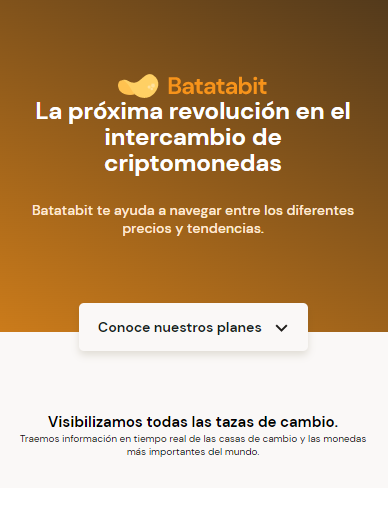 Batatabit
La próxima revolución en el
intercambio de
criptomonedas
Batatabit te ayuda a navegar entre los diferentes
precios y tendencias.
Conoce nuestros planes
Visibilizamos todas las tazas de cambio.
Traemos información en tiempo real de las casas de cambio y las monedas
más importantes del mundo.